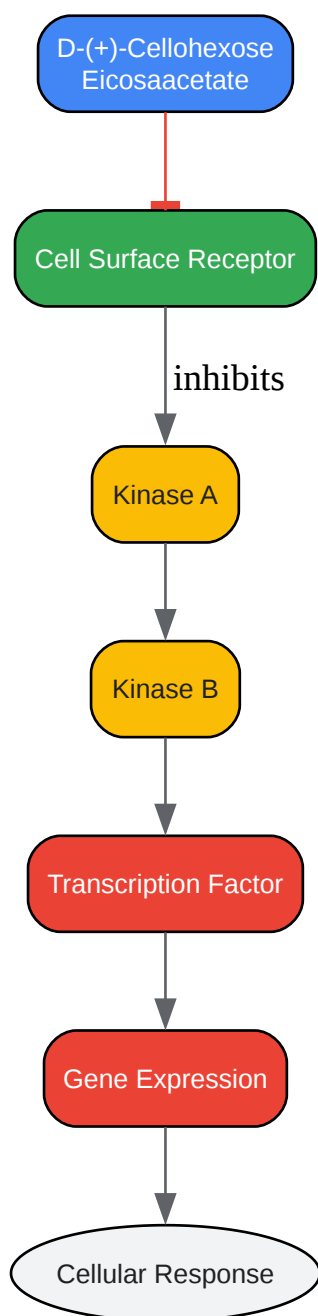 D-(+)-Cellohexose
Eicosaacetate
Cell Surface Receptor
inhibits
Kinase A
Kinase B
Transcription Factor
Gene Expression
Cellular Response